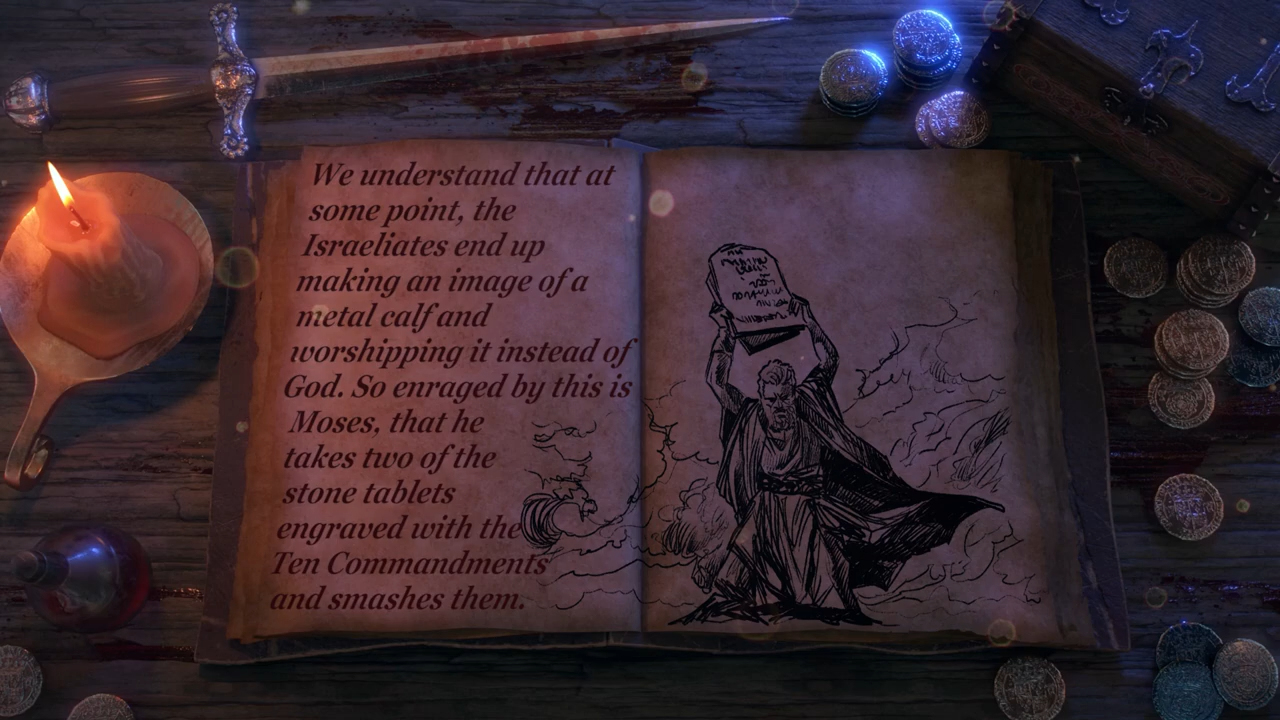 We understand that at
some point, the
Israeliates end up
making an image of a
metal calf and
worshipping it instead of
God. So enraged by this is
Moses, that he
takes two of the
stone tablets
engraved with the
Ten Commandments
and smashes them.